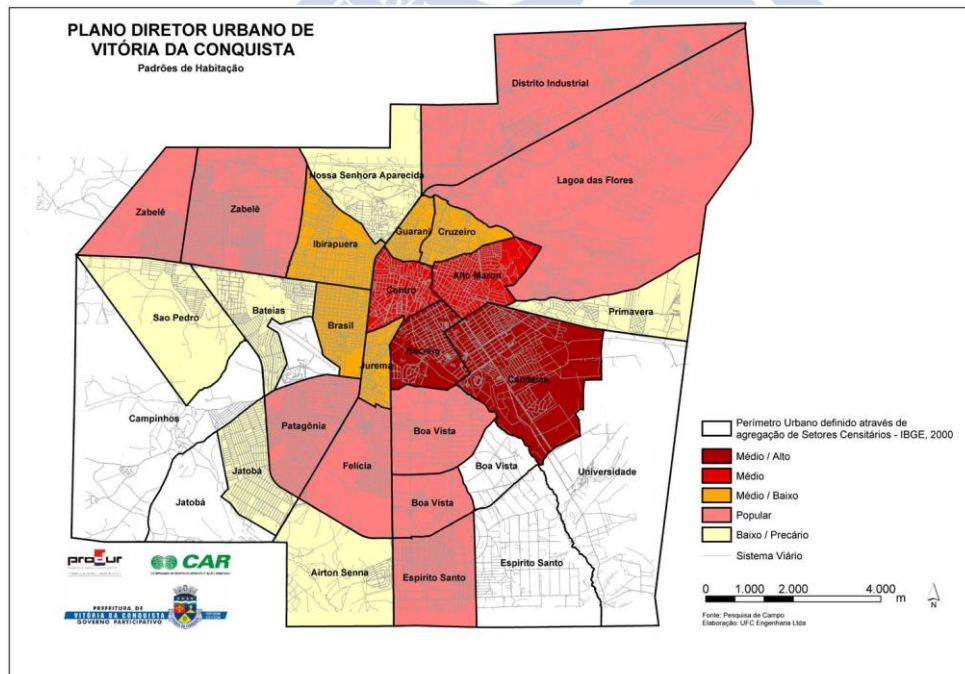 PLANO DIRETOR URBANO DE
VITÓRIA DA CONQUISTA
Padrões de Habitação
Distrito Industrial
Nossa Senhora Aparecida
Lagoa das Flores
Zabelê
Zabelê
Guarani
Cruzeiro
Ibirapuera
Alto Maron
Centro
Sao Pedro
Bateias
Brasil
Primavera
Recreio
Jurema
Candeias
Campinhos
Patagônia
Boa Vista
Felícia
Boa Vista
Universidade
Jatobá
Jatobá
Boa Vista
Airton Senna
Espirito Santo
Espirito Santo
Perímetro Urbano definido através de
agregação de Setores Censitários - IBGE, 2000
Médio / Alto
Médio
Médio / Baixo
Popular
Baixo / Precário
Sistema Viário
0 1.000 2.000 4.000
m
N
Fonte: Pesquisa de Campo
Elaboração: UFC Engenharia Ltda
CAR
PREFEITURA DE
VITÓRIA DA CONQUISTA
GOVERNO PARTICIPATIVO